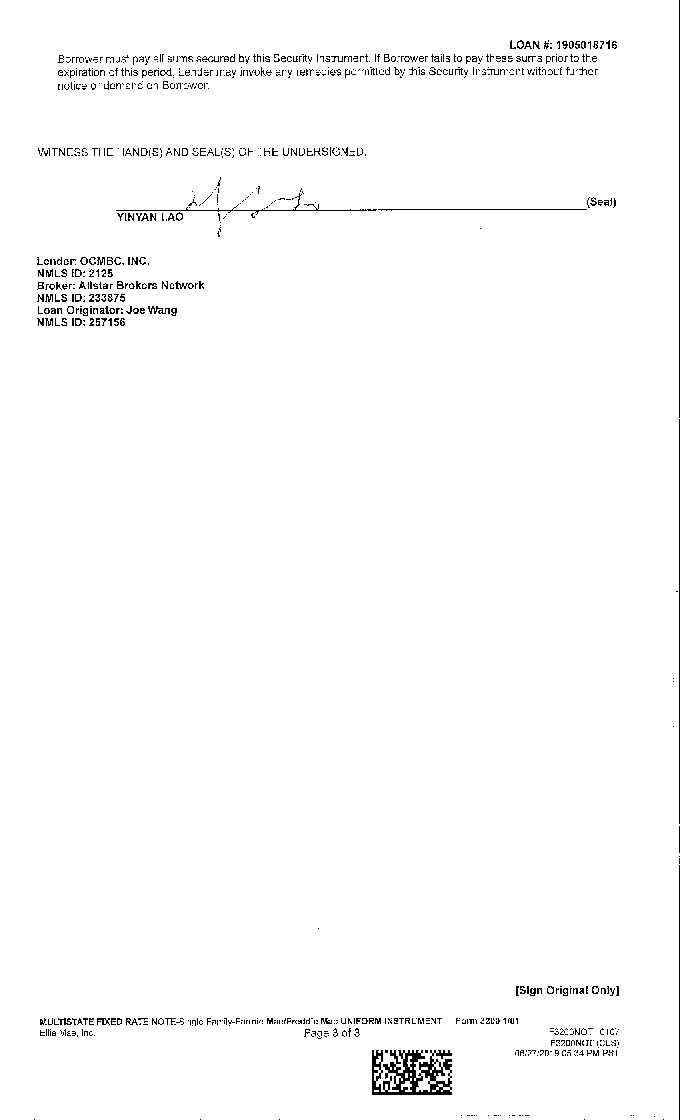 LOAN #: 1905018716
Borrower must pay all sums secured by this Security Instrument. If Borrower fails to pay these sums prior to the
expiration of this period, Lender may invoke any remedies permitted by this Security Instrument without further
notice or demand on Borrower.
WITNESS THE HAND(S) AND SEAL(S) OF THE UNDERSIGNED.
(Seal)
YINYAN LAO
Lender: OCMBC, INC.
NMLS ID: 2125
Broker: Allstar Brokers Network
NMLS ID: 233875
Loan Originator: Joe Wang
NMLS ID: 257156
[Sign Original Only]
MULTISTATE FIXED RATE NOTE-Single Family-Fannie Mae/Freddie Mac UNIFORM INSTRUMENT Form 3200 1/01
Ellie Mae, Inc. Page 3 of 3 F3200NOT 0107
F3200NOT (CLS)
06/27/2019 05:34 PM PST